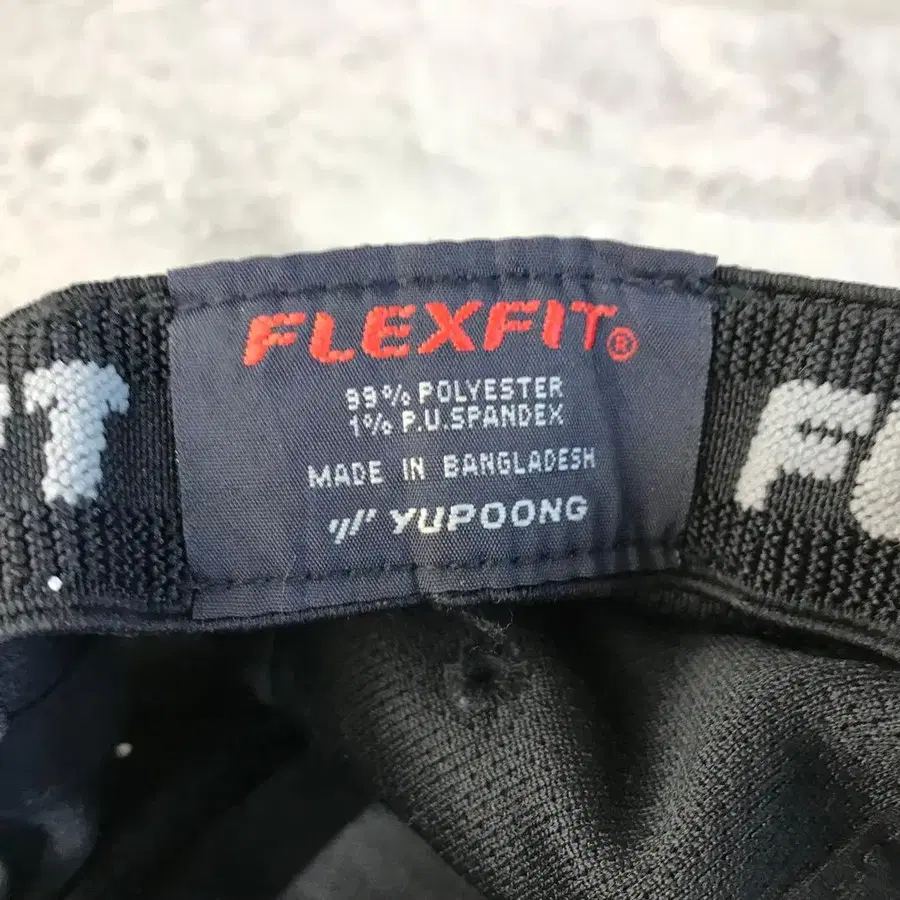 FLEXFIT®
99% POLYESTER
1% P.U.SPANDEX
MADE IN BANGLADESH
YUPOONG